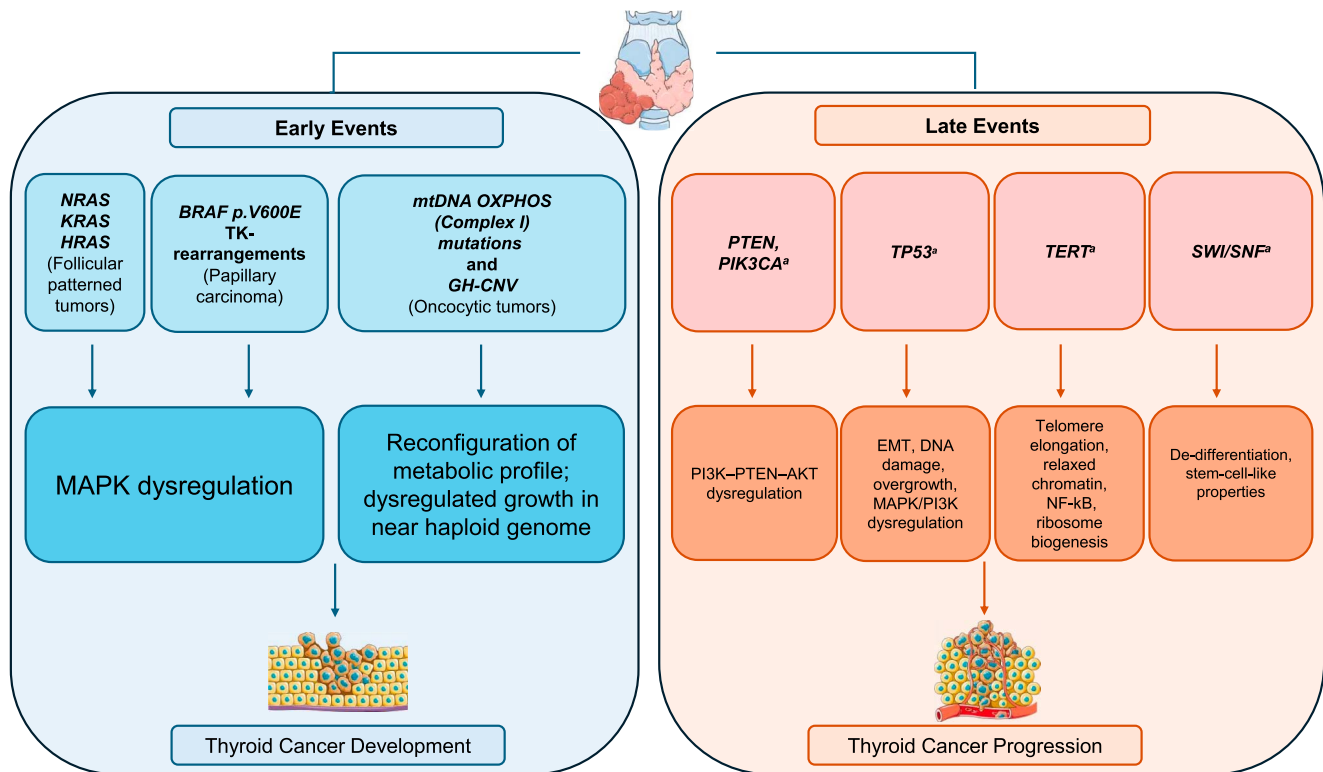 Early Events
NRAS
KRAS
HRAS
(Follicular
patterned
tumors)
BRAF p.V600E
TK-
rearrangements
(Papillary
carcinoma)
mtDNA OXPHOS
(Complex I)
mutations
and
GH-CNV
(Oncocytic tumors)
MAPK dysregulation
Reconfiguration of
metabolic profile;
dysregulated growth in
near haploid genome
Thyroid Cancer Development
Late Events
PTEN,
PIK3CAᵃ
TP53ᵃ
TERTᵃ
SWI/SNFᵃ
PI3K–PTEN–AKT
dysregulation
EMT, DNA
damage,
overgrowth,
MAPK/PI3K
dysregulation
Telomere
elongation,
relaxed
chromatin,
NF-kB,
ribosome
biogenesis
De-differentiation,
stem-cell-like
properties
Thyroid Cancer Progression